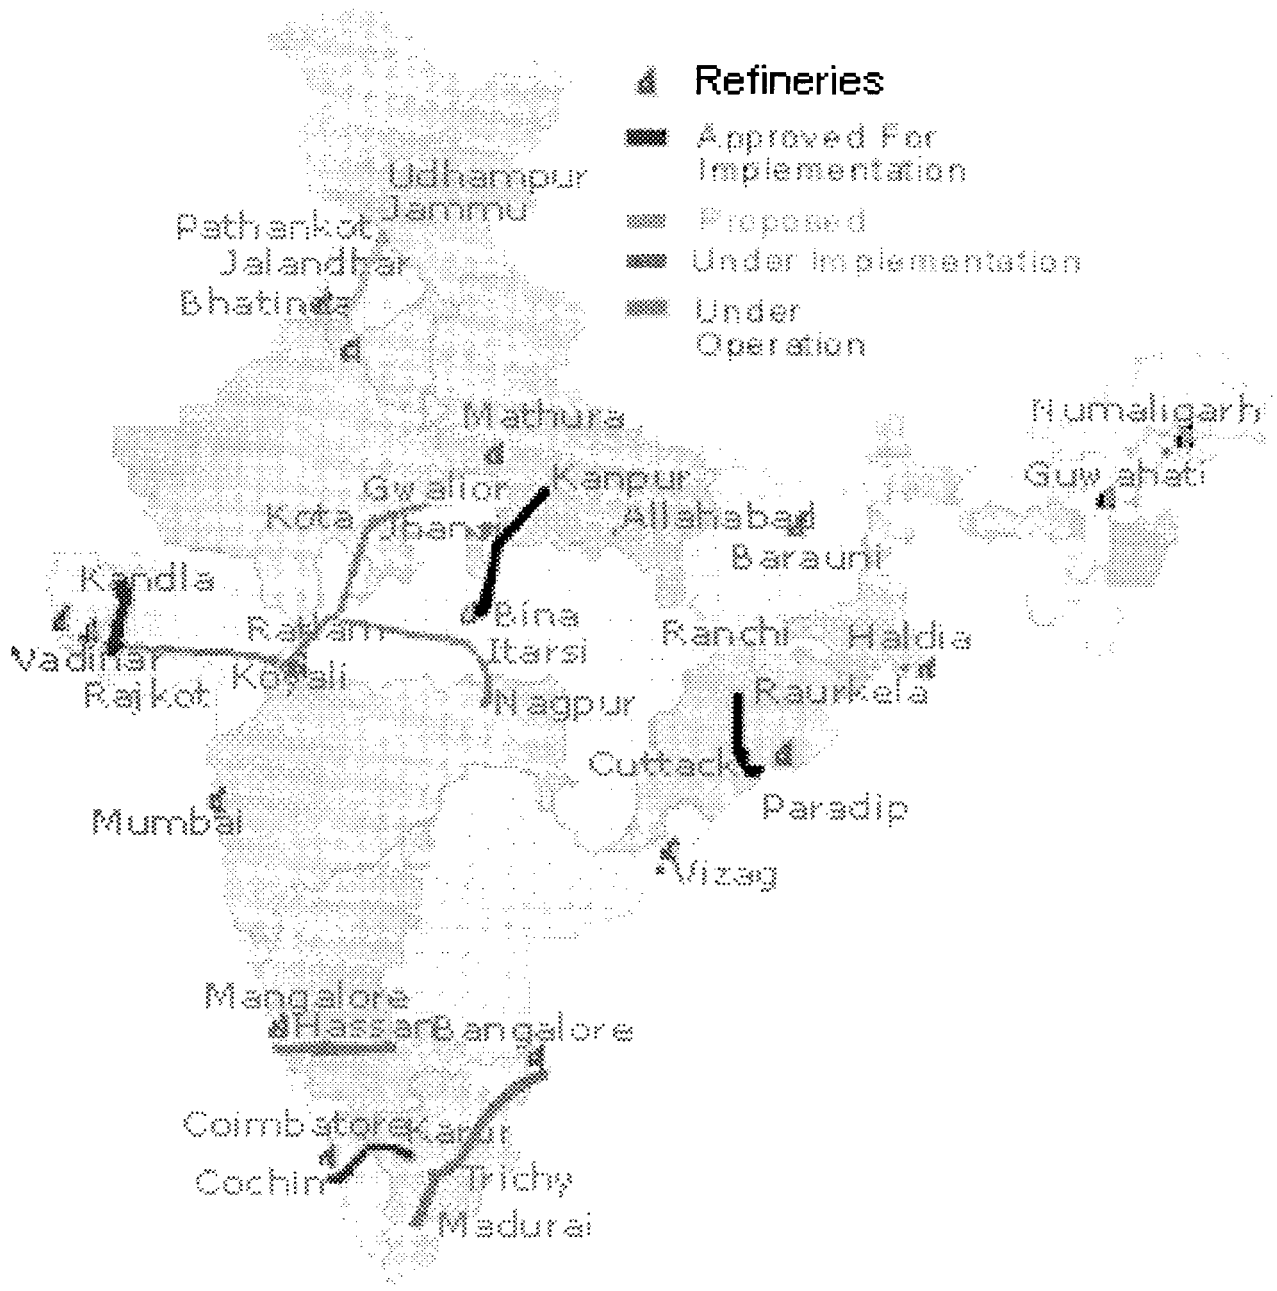 Refineries
Approved For
Implementation
Proposed
Under implementation
Under
Operation
Udhampur
Jammu
Pathankot
Jalandhar
Bhatinda
Mathura
Numaligarh
Guwahati
Kanpur
Gwalior
Kota
Jhansi
Allahabad
Barauni
Kandla
Bina
Ratlam
Itarsi
Ranchi
Haldia
Vadinar
Koyali
Rajkot
Nagpur
Raurkela
Cuttack
Paradip
Mumbai
Vizag
Mangalore
Hassan
Bangalore
Coimbatore
Karur
Cochin
Trichy
Madurai